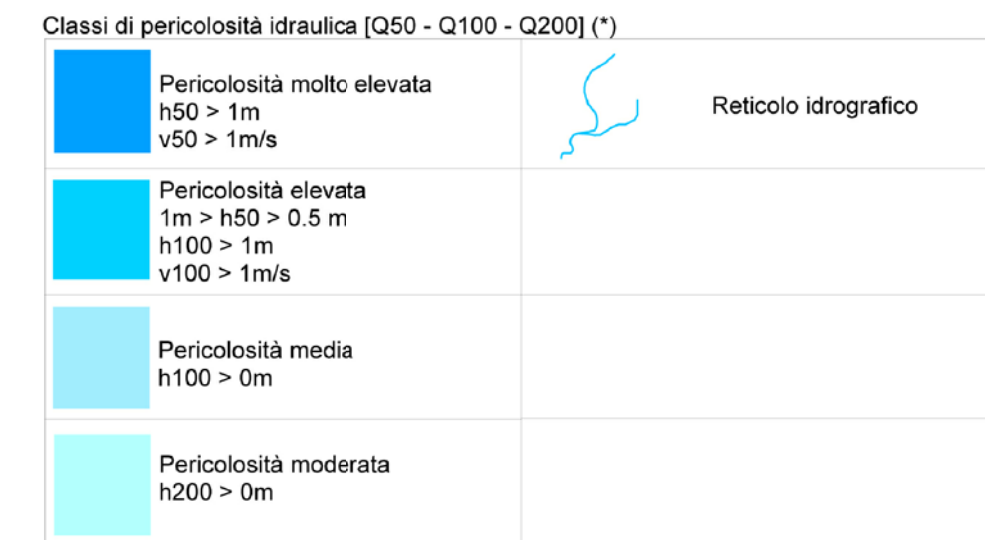 Classi di pericolosità idraulica [Q50 - Q100 - Q200] (*)
Pericolosità molto elevata
h50 > 1m
v50 > 1m/s
Reticolo idrografico
Pericolosità elevata
1m > h50 > 0.5 m
h100 > 1m
v100 > 1m/s
Pericolosità media
h100 > 0m
Pericolosità moderata
h200 > 0m